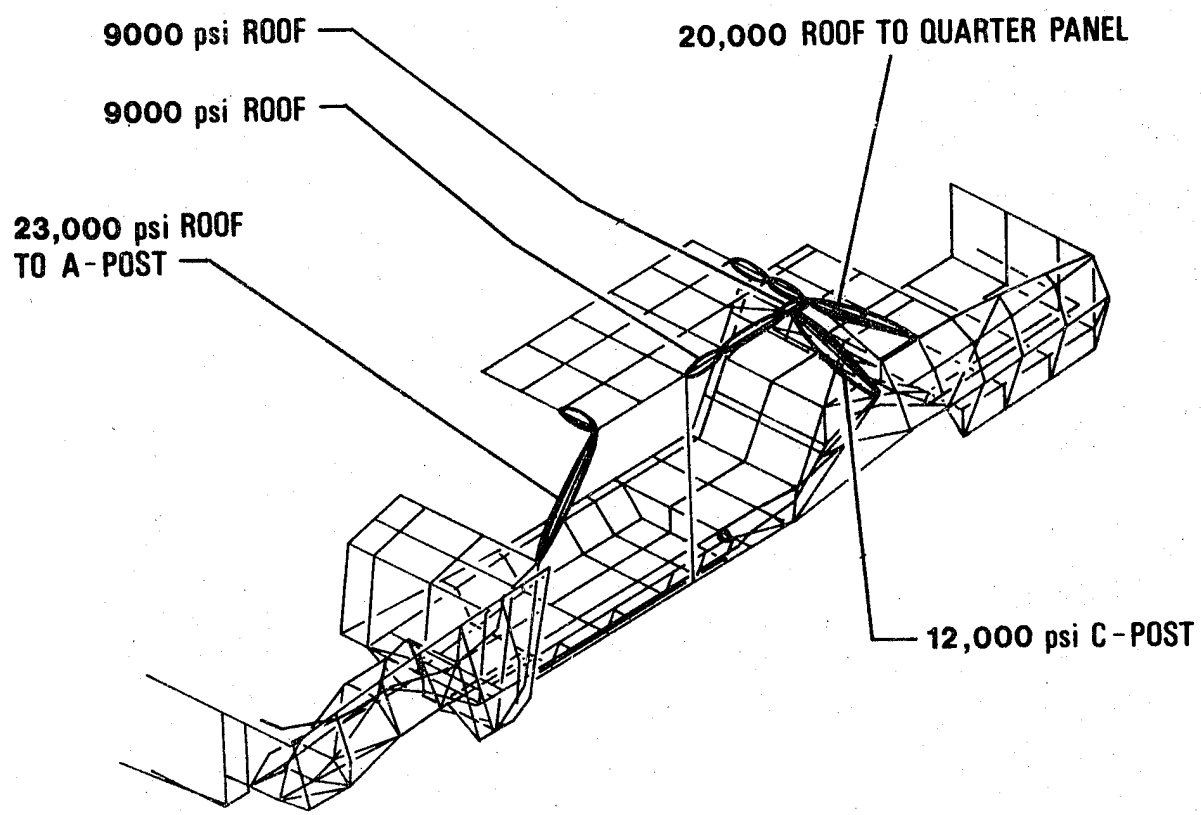 9000 psi ROOF
20,000 ROOF TO QUARTER PANEL
9000 psi ROOF
23,000 psi ROOF
TO A-POST
12,000 psi C-POST